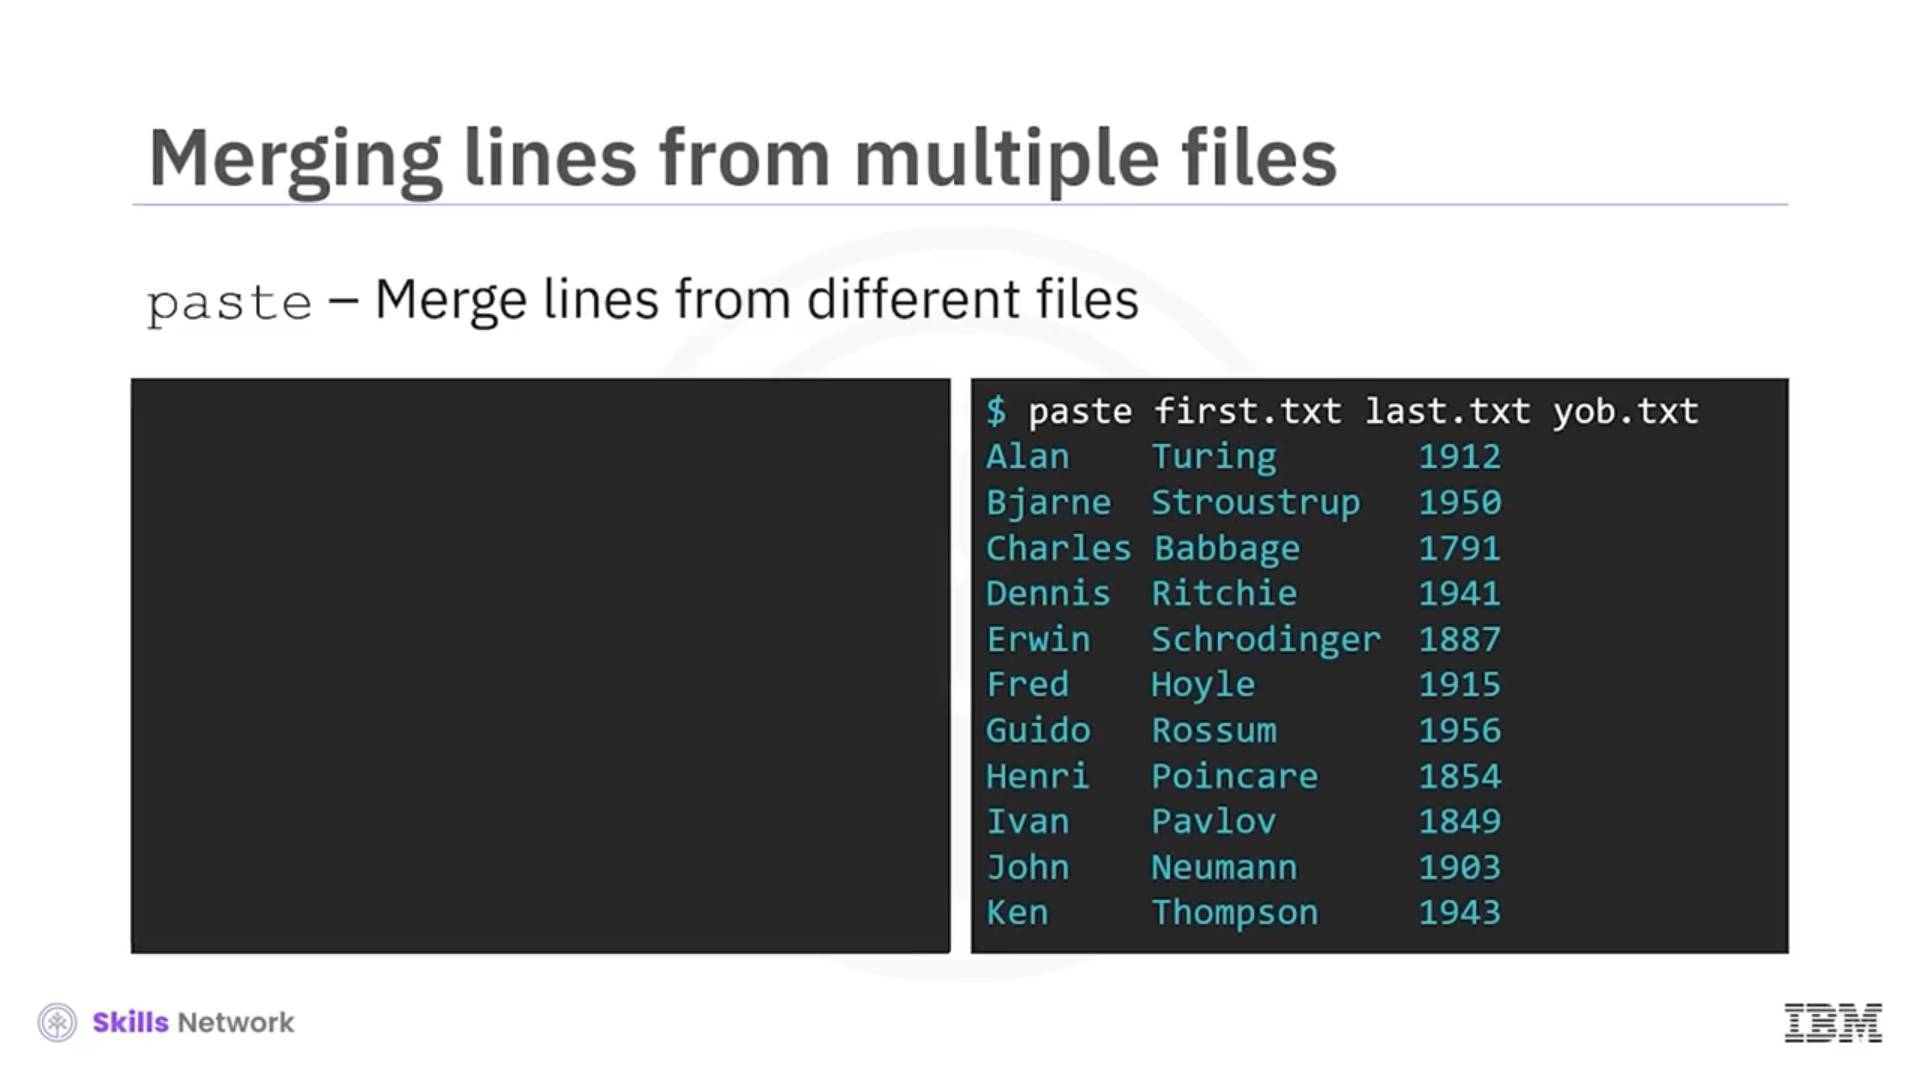 Merging lines from multiple files
paste – Merge lines from different files
$ paste first.txt last.txt yob.txt
Alan Turing 1912
Bjarne Stroustrup 1950
Charles Babbage 1791
Dennis Ritchie 1941
Erwin Schrodinger 1887
Fred Hoyle 1915
Guido Rossum 1956
Henri Poincare 1854
Ivan Pavlov 1849
John Neumann 1903
Ken Thompson 1943
Skills Network
IBM